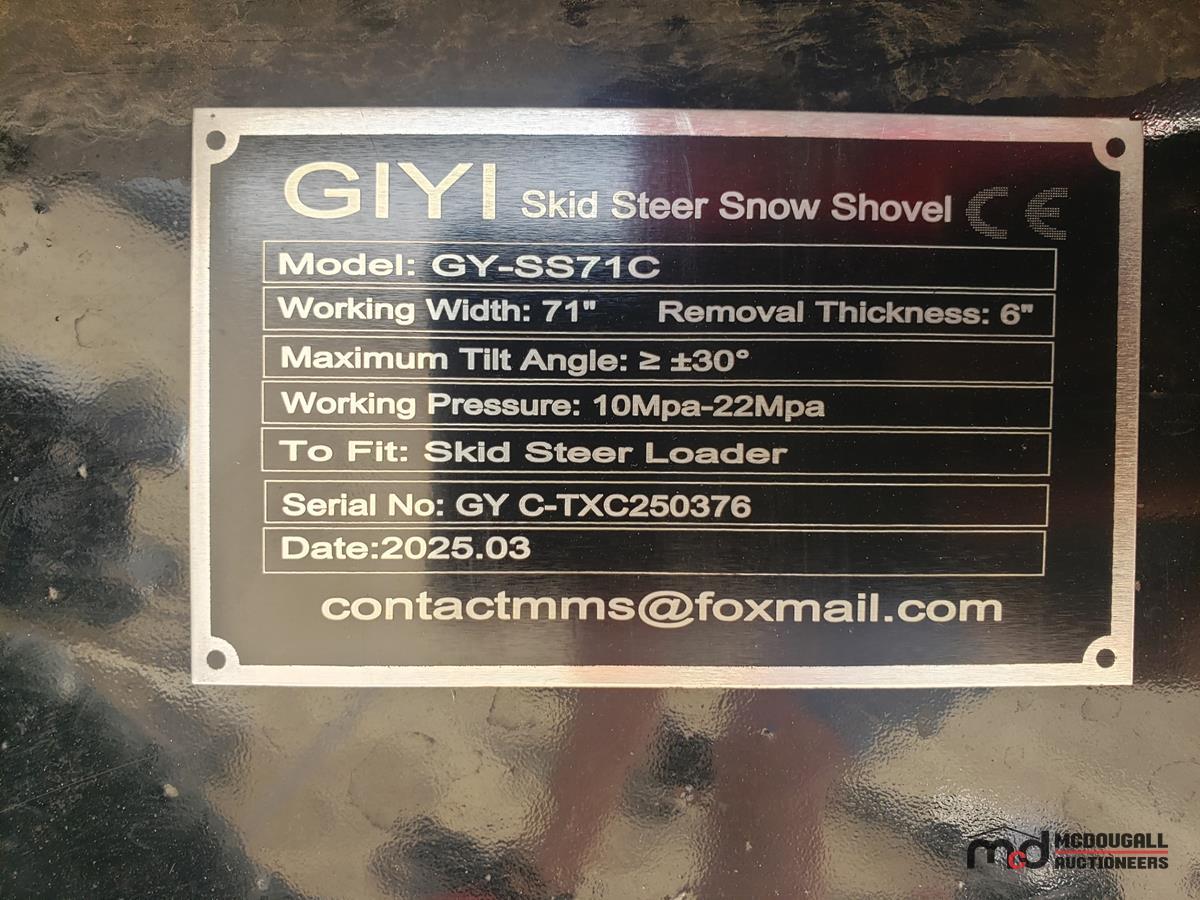 GIYI Skid Steer Snow Shovel CE
Model: GY-SS71C
Working Width: 71" Removal Thickness: 6"
Maximum Tilt Angle: ≥ ±30°
Working Pressure: 10Mpa-22Mpa
To Fit: Skid Steer Loader
Serial No: GY C-TXC250376
Date:2025.03
contactmms@foxmail.com
mcd MCDOUGALL
AUCTIONEERS